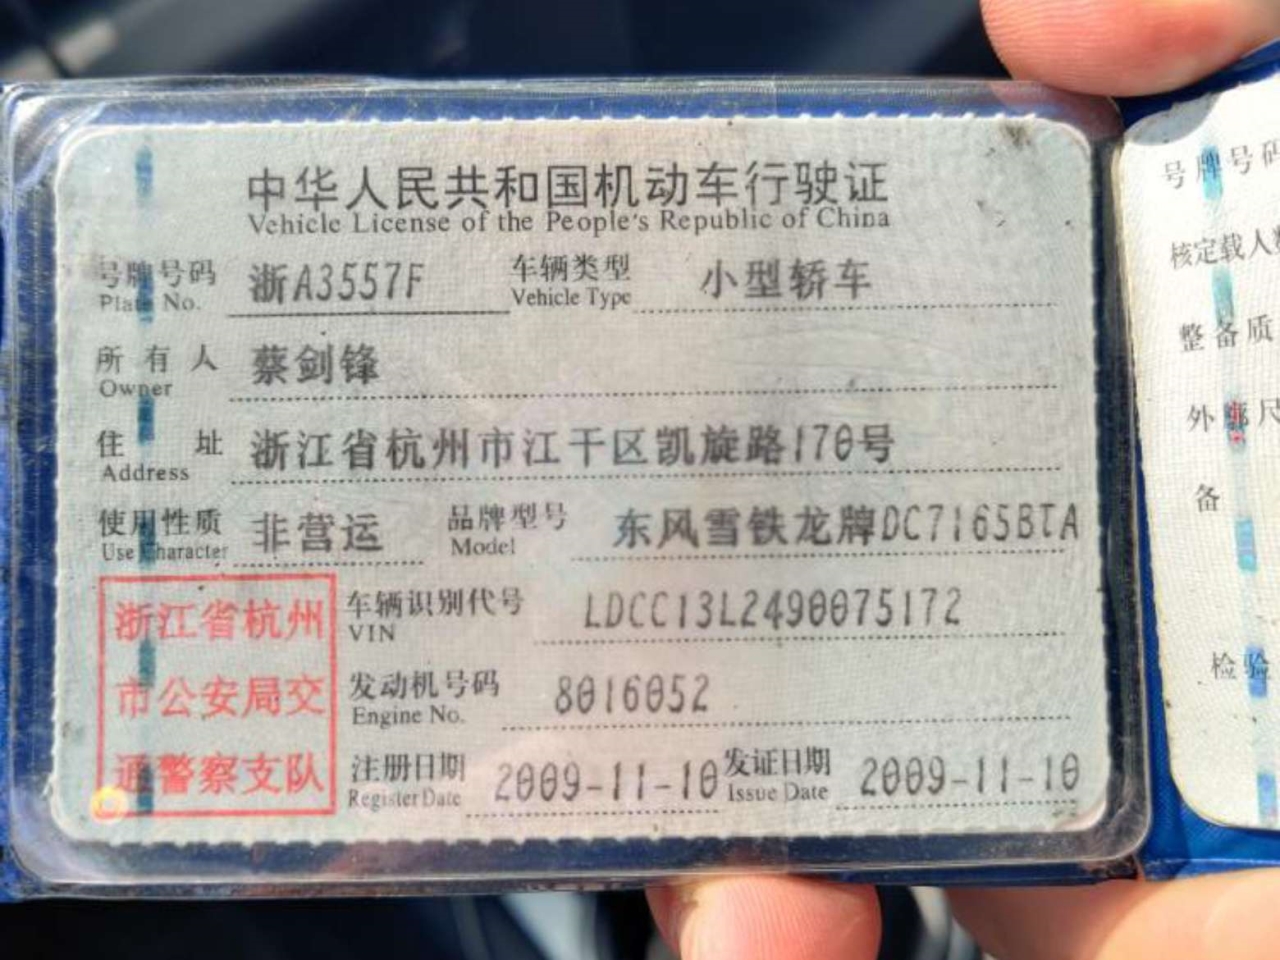 中华人民共和国机动车行驶证
Vehicle License of the People's Republic of China
号牌号码 浙A3557F 车辆类型 小型轿车
Plate No. Vehicle Type
所有人 蔡剑锋
Owner
住址 浙江省杭州市江干区凯旋路170号
Address
使用性质 非营运 品牌型号 东风雪铁龙牌DC7165BTA
Use Character Model
浙江省杭州
市公安局交
通警察支队
车辆识别代号 LDCC13L2490075172
VIN
发动机号码 8016052
Engine No.
注册日期 2009-11-10 发证日期 2009-11-10
Register Date Issue Date
号牌号码
核定载人数
整备质
外廓尺
备
检验